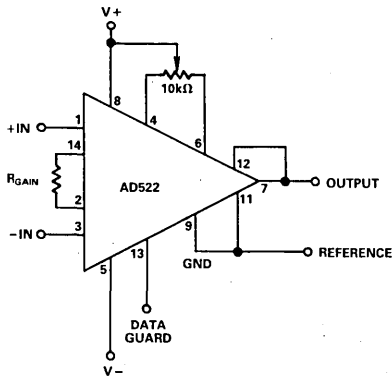 V+
8
10kΩ
4
6
+IN
1
14
12
R GAIN
AD522
7
OUTPUT
2
11
-IN
3
9
13
5
GND
REFERENCE
DATA
GUARD
V-